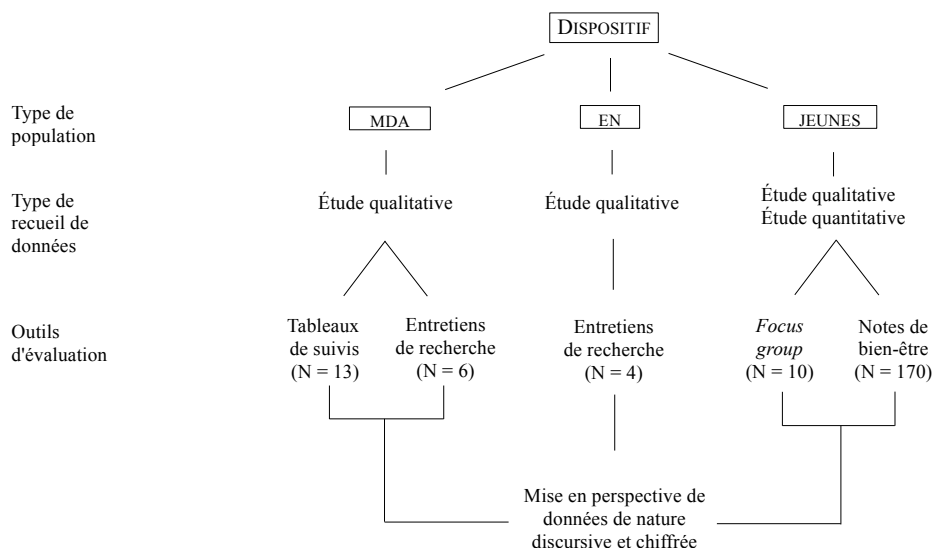 DISPOSITIF
Type de
population
MDA
EN
JEUNES
Type de
recueil de
données
Étude qualitative
Étude qualitative
Étude qualitative
Étude quantitative
Outils
d'évaluation
Tableaux
de suivis
(N = 13)
Entretiens
de recherche
(N = 6)
Entretiens
de recherche
(N = 4)
Focus
group
(N = 10)
Notes de
bien-être
(N = 170)
Mise en perspective de
données de nature
discursive et chiffrée